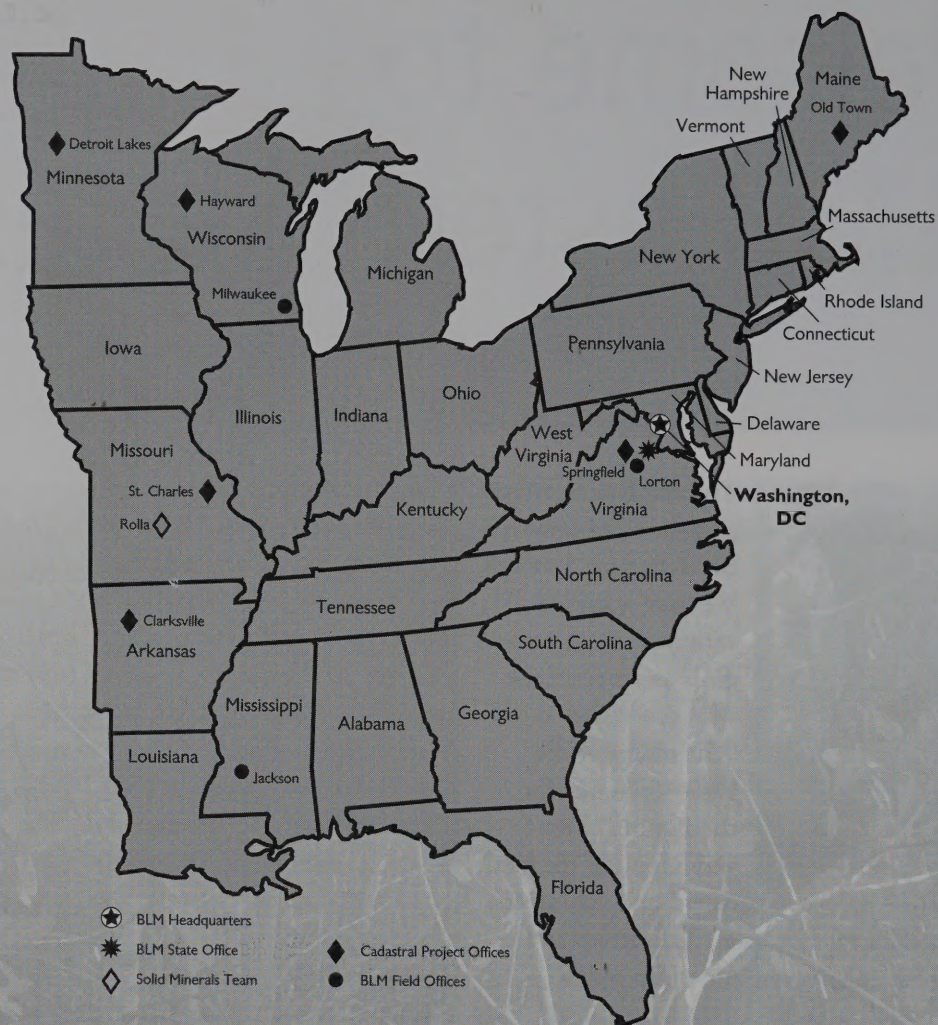 New
Hampshire
Maine
Old Town
Vermont
Detroit Lakes
Minnesota
Hayward
Wisconsin
Massachusetts
New York
Michigan
Milwaukee
Rhode Island
Connecticut
Iowa
Pennsylvania
New Jersey
Ohio
Illinois
Indiana
Delaware
West
Virginia
Maryland
Missouri
Springfield
Lorton
St. Charles
Washington,
DC
Kentucky
Virginia
Rolla
North Carolina
Tennessee
Clarksville
Arkansas
South Carolina
Mississippi
Alabama
Georgia
Louisiana
Jackson
Florida
BLM Headquarters
BLM State Office
Solid Minerals Team
Cadastral Project Offices
BLM Field Offices